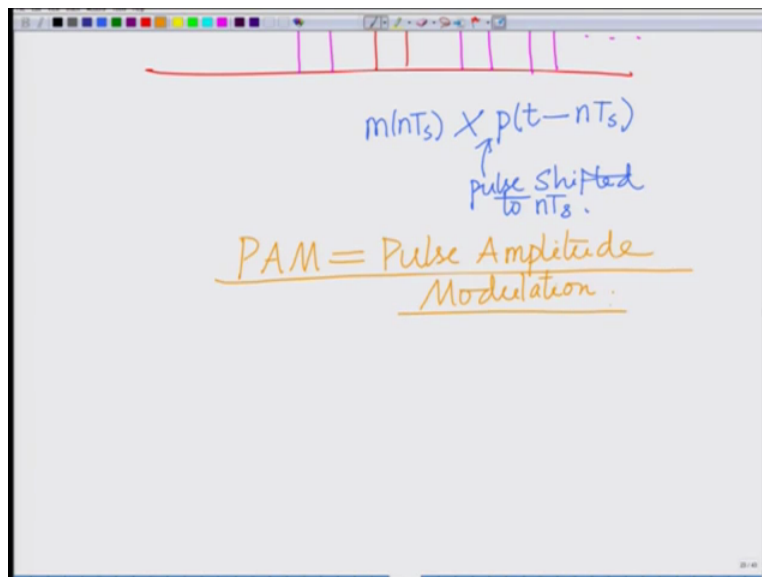 m(nTs) X p(t-nTs)
pulse Shifted
to nTs.
PAM = Pulse Amplitude
Modulation.